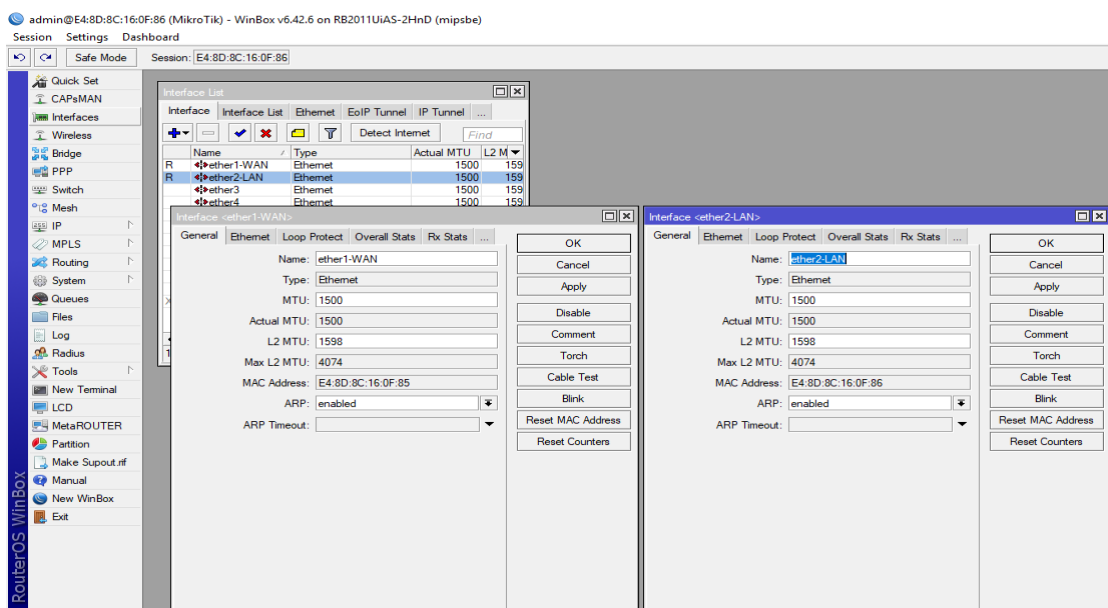 admin@E4:8D:8C:16:0F:86 (MikroTik) - WinBox v6.42.6 on RB2011UiAS-2HnD (mipsbe)
Session Settings Dashboard
Safe Mode Session: E4:8D:8C:16:0F:86
Quick Set
CAPsMAN
Interfaces
Wireless
Bridge
PPP
Switch
Mesh
IP
MPLS
Routing
System
Queues
Files
Log
Radius
Tools
New Terminal
LCD
MetaROUTER
Partition
Make Supout.rif
Manual
New WinBox
Exit
RouterOS WinBox
Interface List
Interface Interface List Ethernet EoIP Tunnel IP Tunnel ...
Detect Internet Find
Name Type Actual MTU L2 M
R ether1-WAN Ethernet 1500 159
R ether2-LAN Ethernet 1500 159
ether3 Ethernet 1500 159
ether4 Ethernet 1500 159
Interface <ether1-WAN>
General Ethernet Loop Protect Overall Stats Rx Stats ...
Name: ether1-WAN
Type: Ethernet
MTU: 1500
Actual MTU: 1500
L2 MTU: 1598
Max L2 MTU: 4074
MAC Address: E4:8D:8C:16:0F:85
ARP: enabled
ARP Timeout:
OK
Cancel
Apply
Disable
Comment
Torch
Cable Test
Blink
Reset MAC Address
Reset Counters
Interface <ether2-LAN>
General Ethernet Loop Protect Overall Stats Rx Stats ...
Name: ether2-LAN
Type: Ethernet
MTU: 1500
Actual MTU: 1500
L2 MTU: 1598
Max L2 MTU: 4074
MAC Address: E4:8D:8C:16:0F:86
ARP: enabled
ARP Timeout:
OK
Cancel
Apply
Disable
Comment
Torch
Cable Test
Blink
Reset MAC Address
Reset Counters